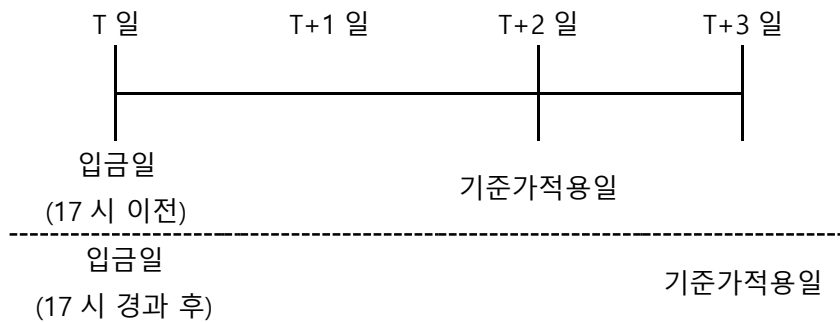 T 일 T+1 일 T+2 일 T+3 일
입금일
(17 시 이전)
기준가적용일
입금일
(17 시 경과 후)
기준가적용일